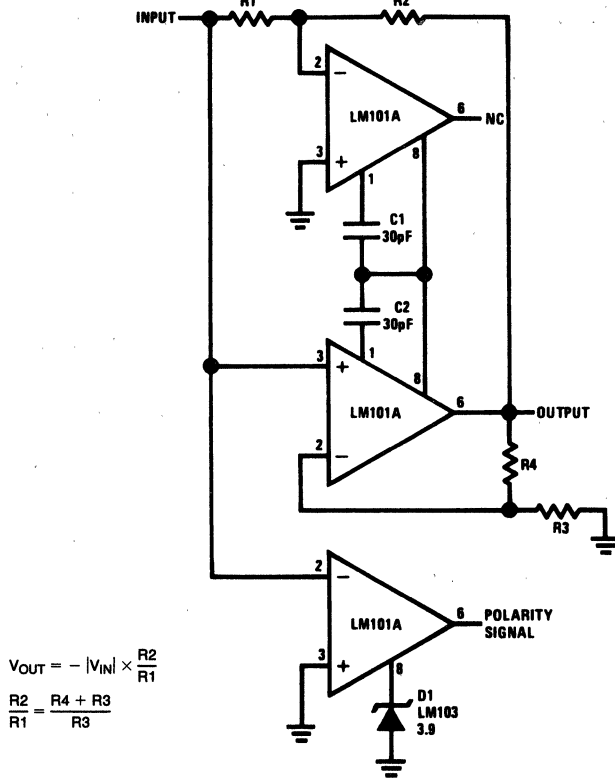 R1
R2
INPUT
2
−
LM101A
6
NC
3
+
8
1
C1
30pF
C2
30pF
1
3
+
8
LM101A
6
OUTPUT
2
−
R4
R3
2
−
LM101A
6
POLARITY
SIGNAL
3
+
8
D1
LM103
3.9
VOUT = − |VIN| × R2/R1
R2/R1 = R4 + R3/R3